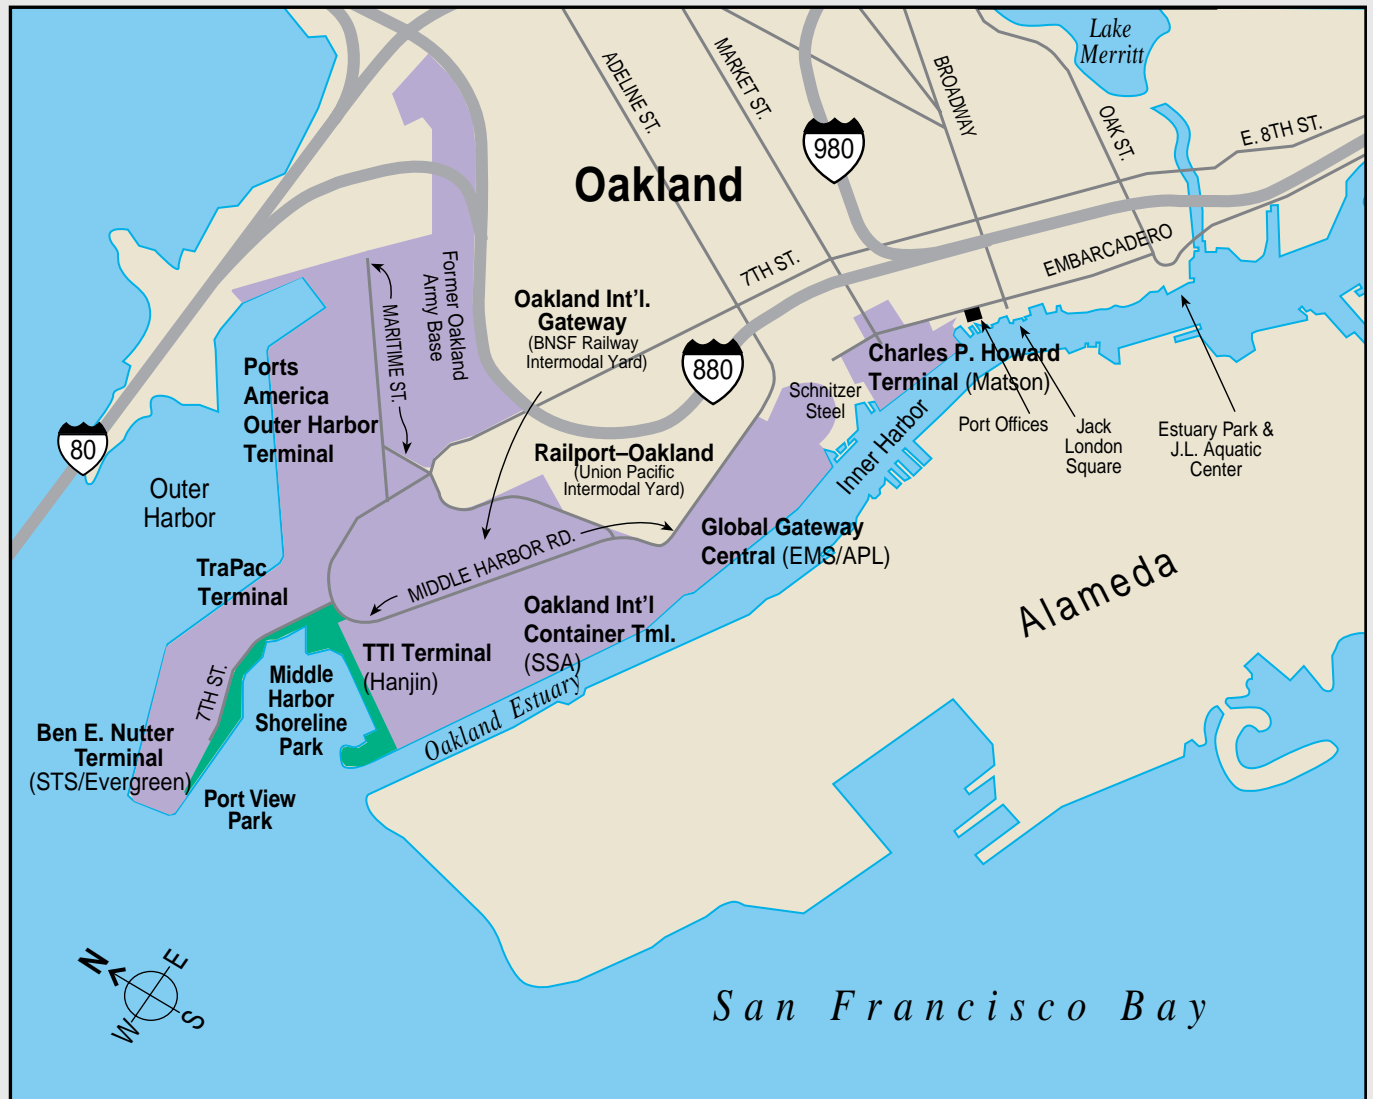 Lake
Merritt
ADELINE ST.
MARKET ST.
BROADWAY
OAK ST.
E. 8TH ST.
980
Oakland
EMBARCADERO
7TH ST.
Former Oakland
Army Base
MARITIME ST.
Oakland Int’l.
Gateway
(BNSF Railway
Intermodal Yard)
880
Ports
America
Outer Harbor
Terminal
80
Charles P. Howard
Terminal (Matson)
Schnitzer
Steel
Port Offices
Jack
London
Square
Estuary Park &
J.L. Aquatic
Center
Inner Harbor
Railport–Oakland
(Union Pacific
Intermodal Yard)
Outer
Harbor
Global Gateway
Central (EMS/APL)
MIDDLE HARBOR RD.
TraPac
Terminal
Oakland Int’l
Container Tml.
(SSA)
Alameda
TTI Terminal
(Hanjin)
7TH ST.
Middle
Harbor
Shoreline
Park
Oakland Estuary
Ben E. Nutter
Terminal
(STS/Evergreen)
Port View
Park
N
E
W
S
San Francisco Bay